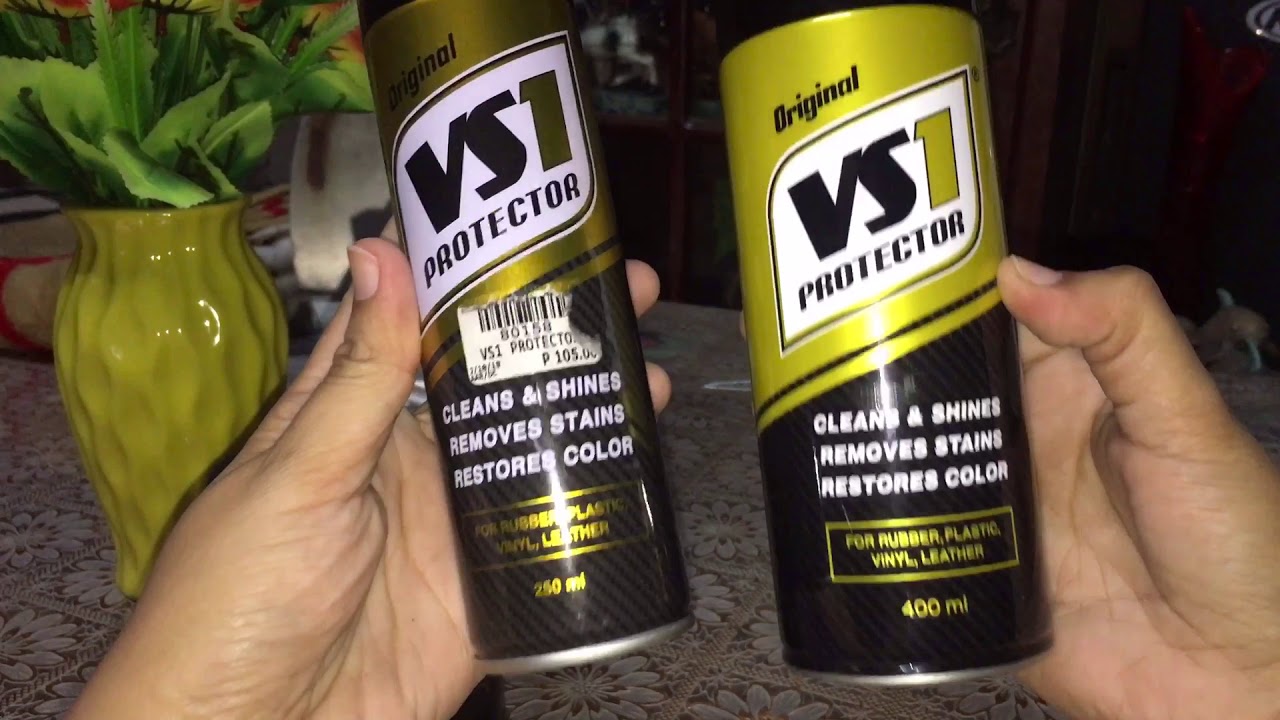 Original
VS1
PROTECTOR
80158
VS1 PROTECTO
P 105.00
CLEANS & SHINES
REMOVES STAINS
RESTORES COLOR
FOR RUBBER, PLASTIC,
VINYL, LEATHER
250 ml
Original
VS1
®
PROTECTOR
CLEANS & SHINES
REMOVES STAINS
RESTORES COLOR
FOR RUBBER, PLASTIC,
VINYL, LEATHER
400 ml